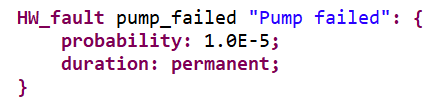 HW_fault pump_failed "Pump failed": {
    probability: 1.0E-5;
    duration: permanent;
}